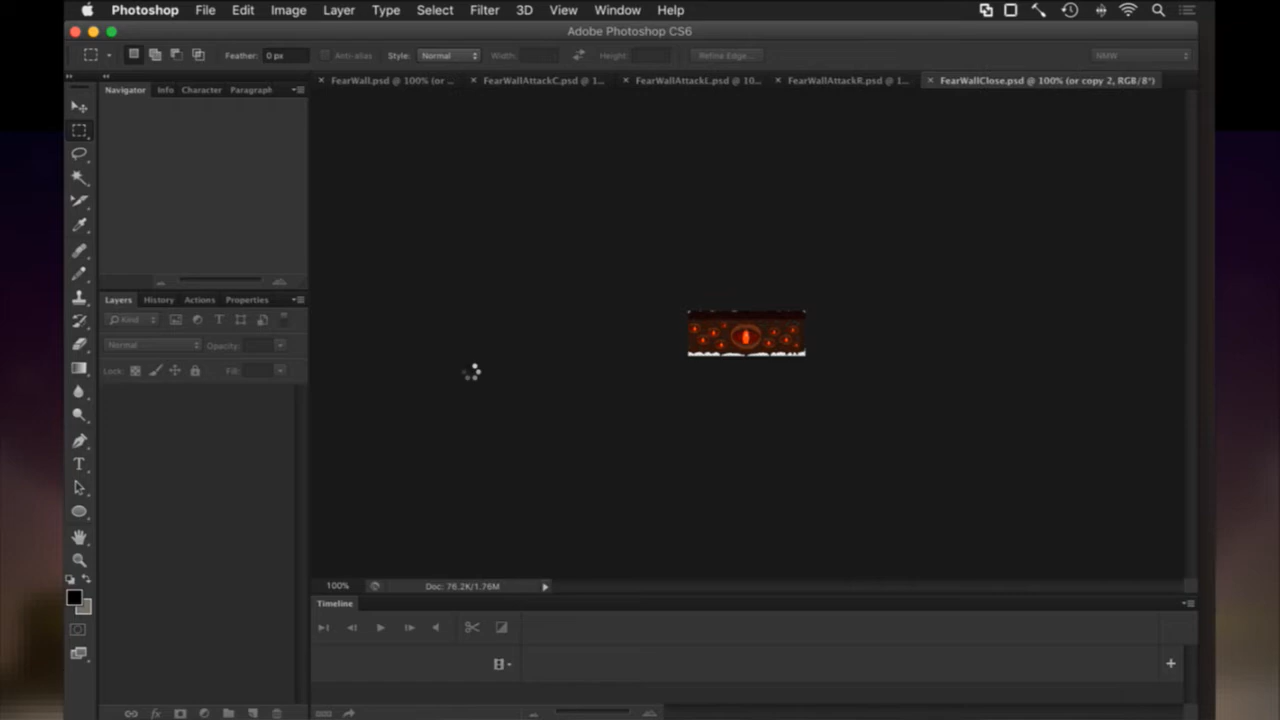 Photoshop File Edit Image Layer Type Select Filter 3D View Window Help
Adobe Photoshop CS6
Feather: 0 px Anti-alias Style: Normal Width: Height: Refine Edge...
FearWall.psd @ 100% (or ... FearWallAttackC.psd @ 1... FearWallAttackL.psd @ 10... FearWallAttackR.psd @ 1... FearWallClose.psd @ 100% (or copy 2, RGB/8*)
Navigator Info Character Paragraph
Layers History Actions Properties
Kind
Normal Opacity:
Lock: Fill:
100% Doc: 76.2K/1.76M
Timeline